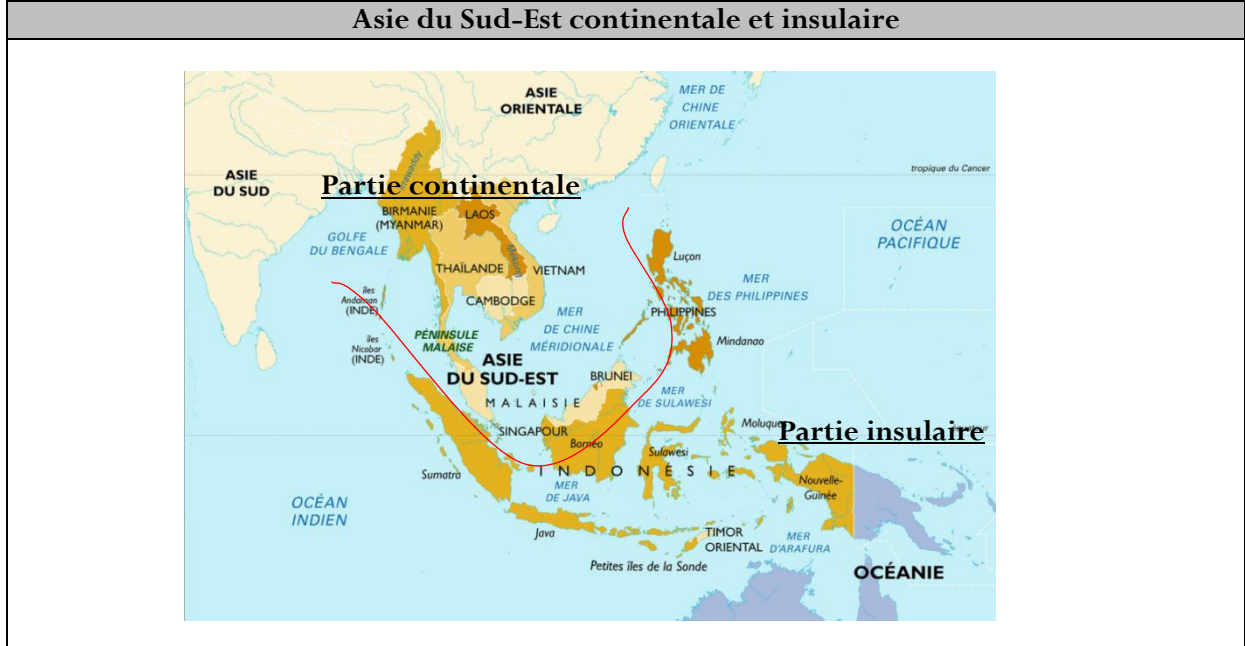 Asie du Sud-Est continentale et insulaire
ASIE
ORIENTALE
MER DE
CHINE
ORIENTALE
tropique du Cancer
ASIE
DU SUD
Irrawaddy
Partie continentale
BIRMANIE
(MYANMAR)
LAOS
OCÉAN
PACIFIQUE
GOLFE
DU BENGALE
Luçon
Mékong
THAÏLANDE
VIETNAM
MER
DES PHILIPPINES
îles
Andaman
(INDE)
CAMBODGE
MER
DE CHINE
MÉRIDIONALE
PHILIPPINES
PÉNINSULE
MALAISE
Mindanao
îles
Nicobar
(INDE)
ASIE
DU SUD-EST
BRUNEI
MALAISIE
MER
DE SULAWESI
SINGAPOUR
Bornéo
Moluques
Partie insulaire
Sulawesi
Sumatra
INDONÉSIE
Nouvelle-
Guinée
MER
DE JAVA
OCÉAN
INDIEN
Java
TIMOR
ORIENTAL
MER
D'ARAFURA
Petites îles de la Sonde
OCÉANIE